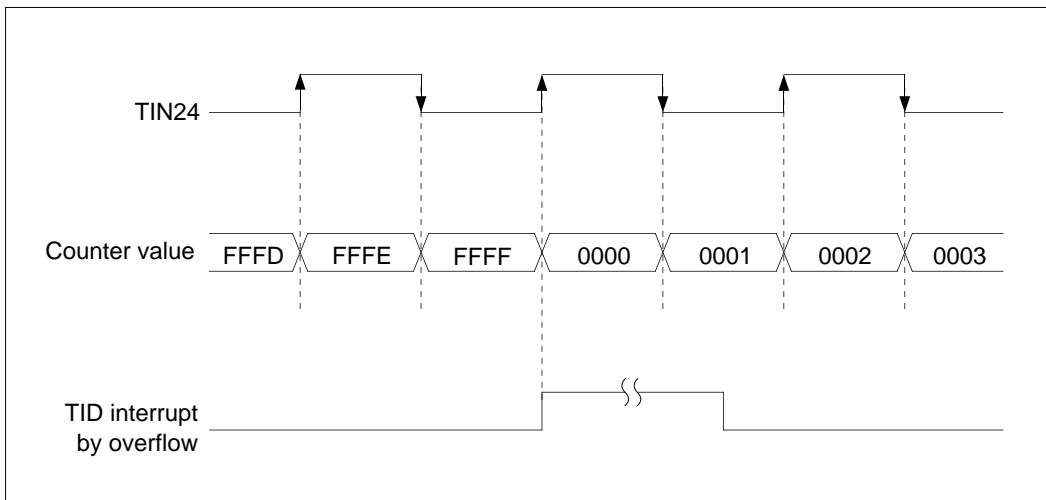 TIN24
Counter value
FFFD FFFE FFFF 0000 0001 0002 0003
TID interrupt
by overflow